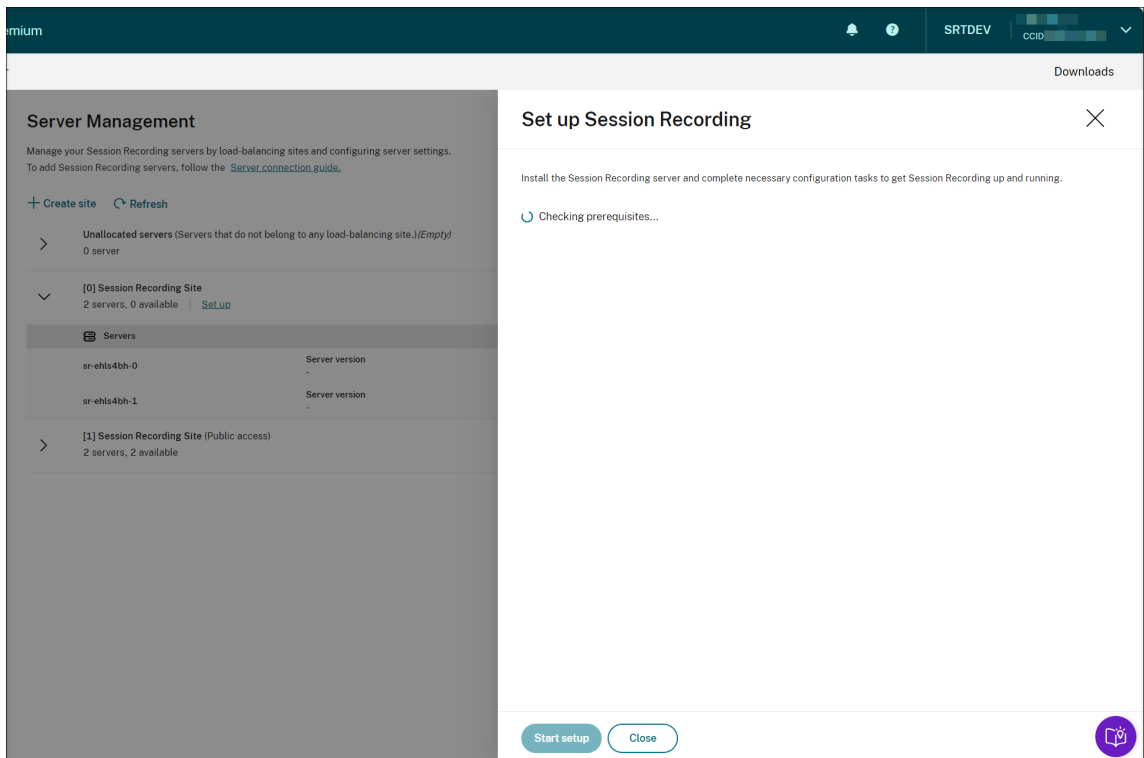 emium
SRTDEV
CCID
Downloads
Server Management
Manage your Session Recording servers by load-balancing sites and configuring server settings.
To add Session Recording servers, follow the Server connection guide.
Create site Refresh
Unallocated servers (Servers that do not belong to any load-balancing site.)(Empty)
0 server
[0] Session Recording Site
2 servers, 0 available Set up
Servers
sr-ehls4bh-0 Server version
-
sr-ehls4bh-1 Server version
-
[1] Session Recording Site (Public access)
2 servers, 2 available
Set up Session Recording
Install the Session Recording server and complete necessary configuration tasks to get Session Recording up and running.
Checking prerequisites...
Start setup Close